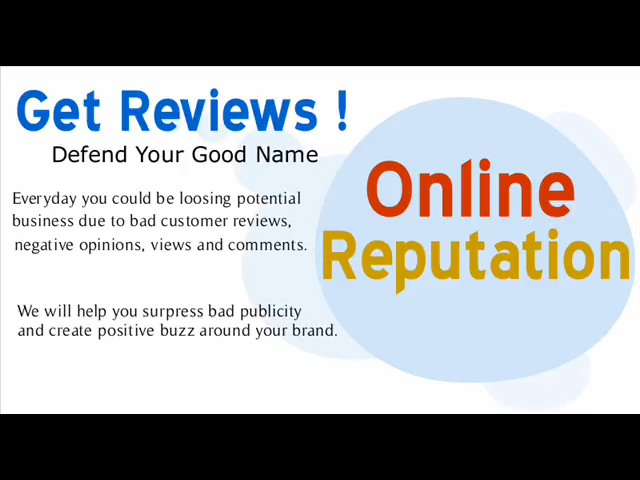 Get Reviews !
Defend Your Good Name
Everyday you could be loosing potential
business due to bad customer reviews,
negative opinions, views and comments.
We will help you surpress bad publicity
and create positive buzz around your brand.
Online
Reputation